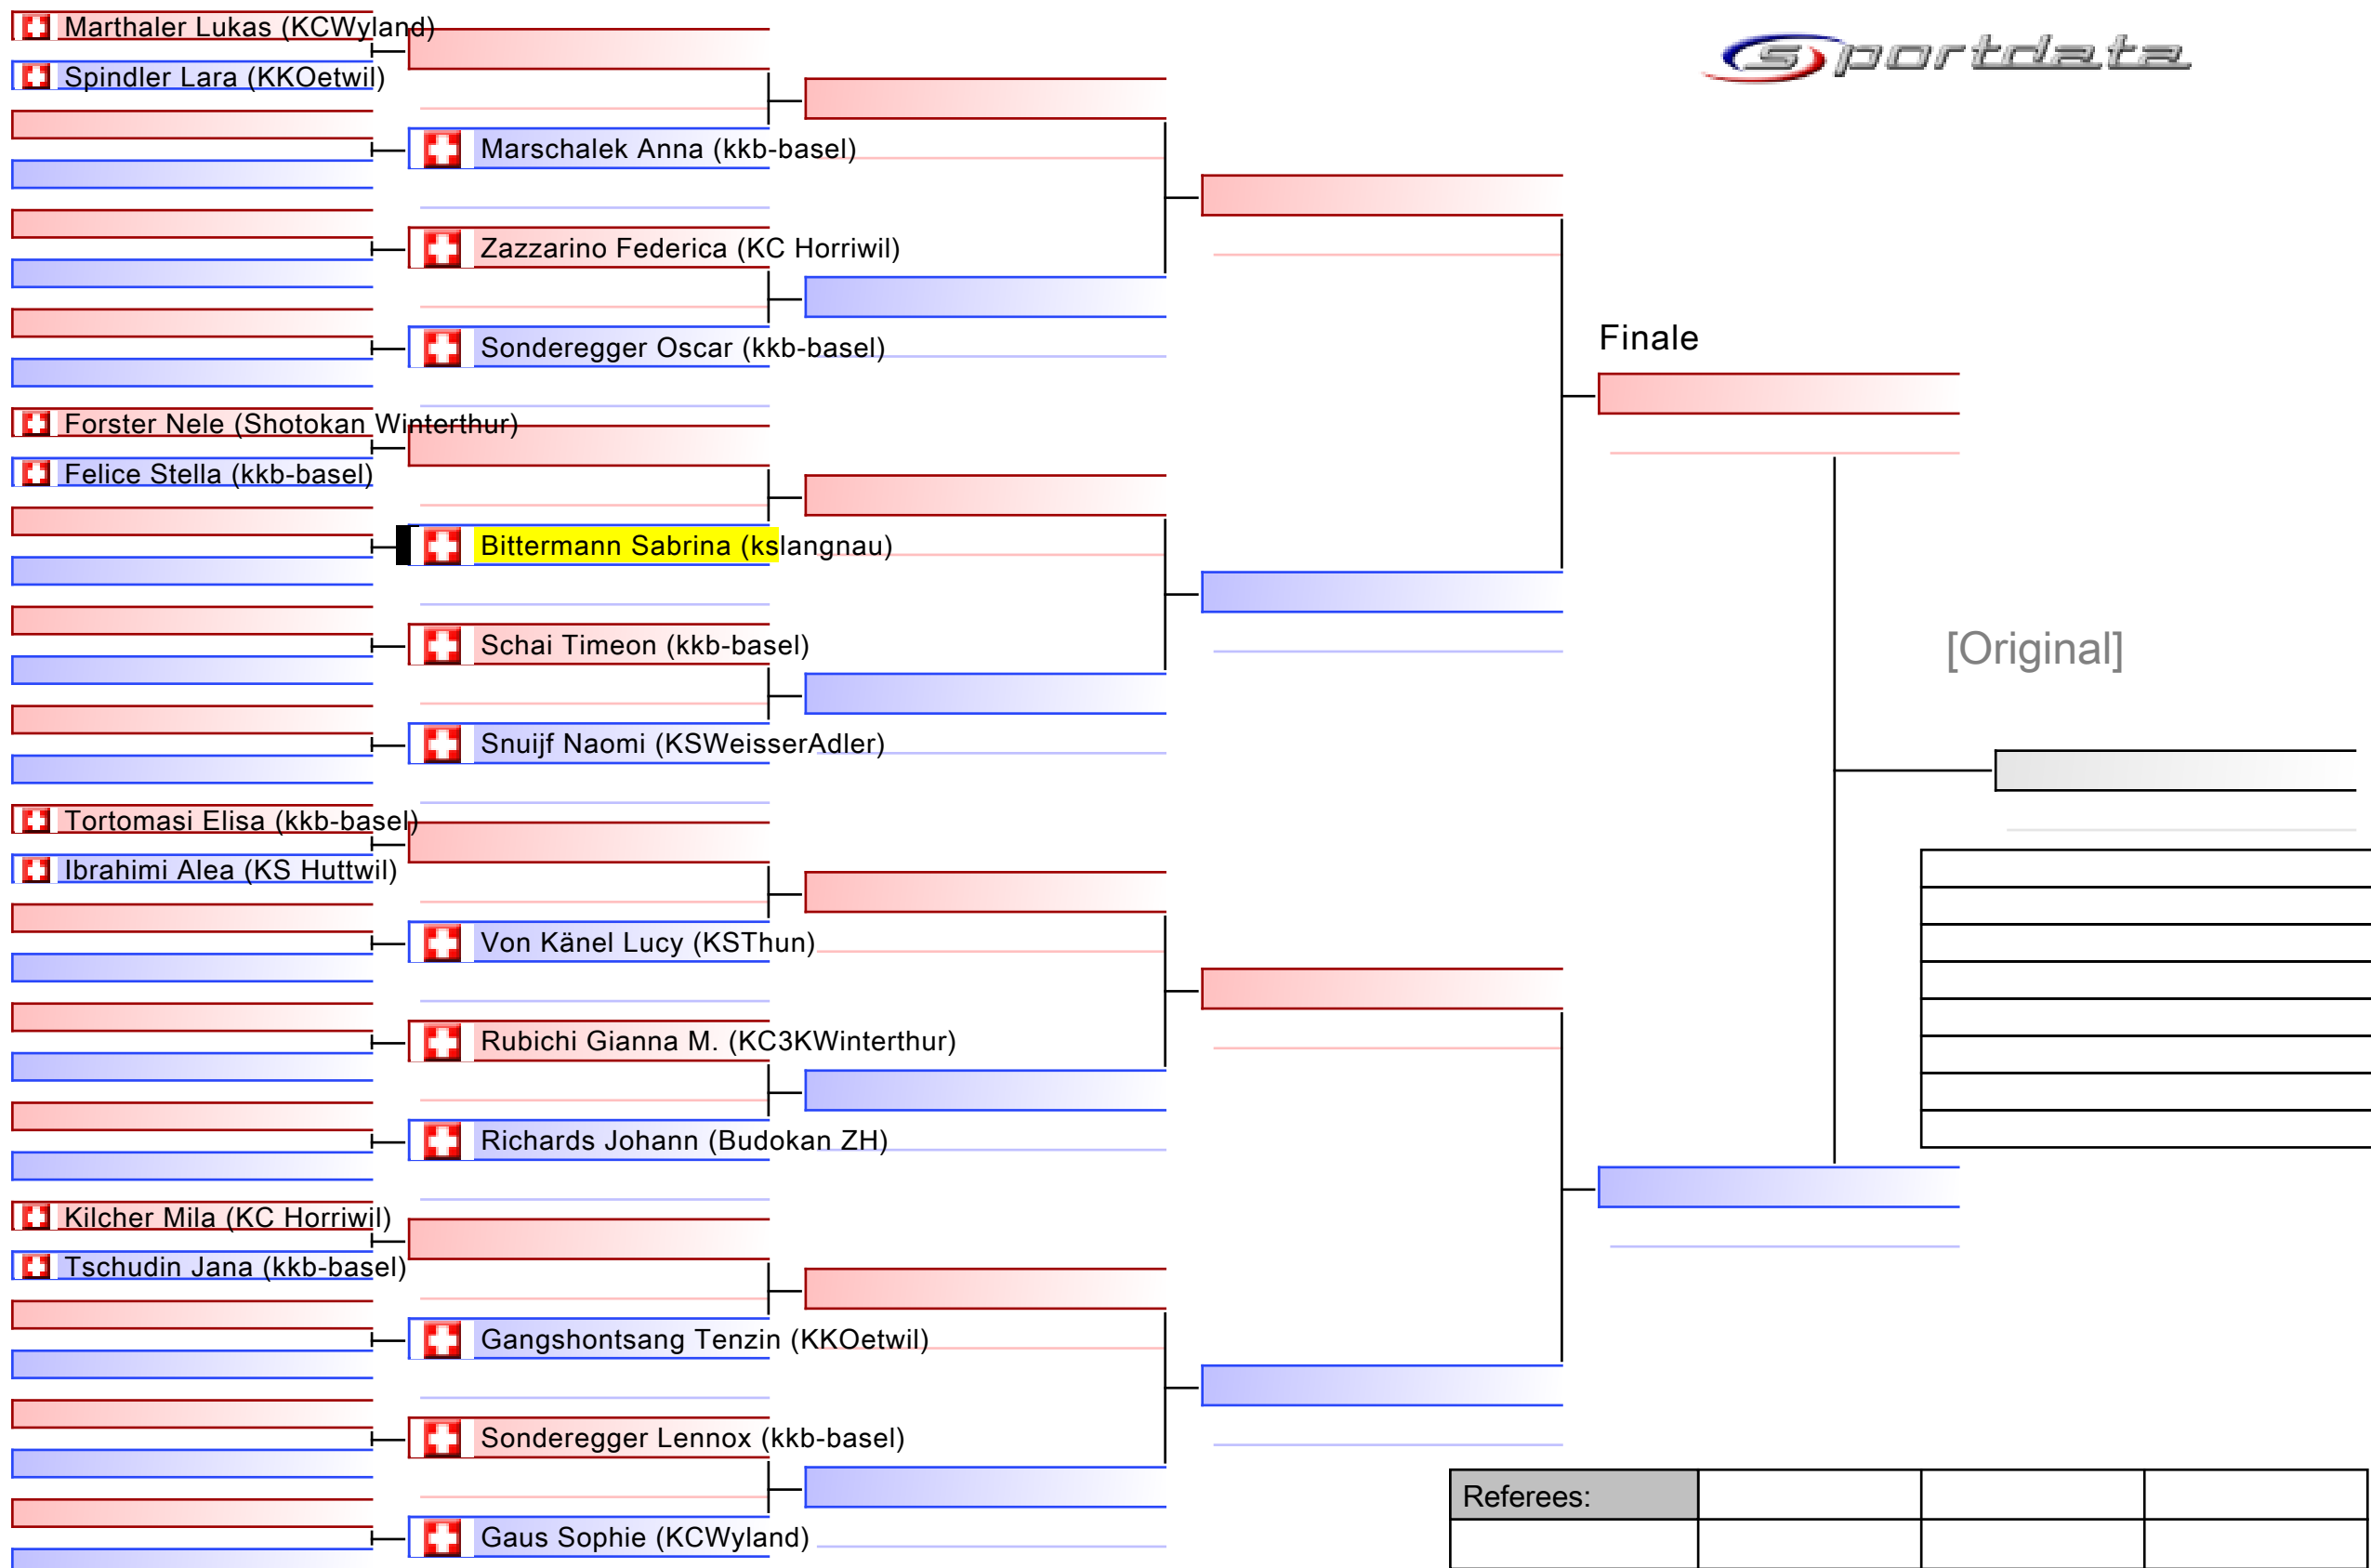 Marthaler Lukas (KCWyland)
Spindler Lara (KKOetwil)
sportdata
Marschalek Anna (kkb-basel)
Zazzarino Federica (KC Horriwil)
Sonderegger Oscar (kkb-basel)
Finale
Forster Nele (Shotokan Winterthur)
Felice Stella (kkb-basel)
Bittermann Sabrina (kslangnau)
Schai Timeon (kkb-basel)
[Original]
Snuijf Naomi (KSWeisserAdler)
Tortomasi Elisa (kkb-basel)
Ibrahimi Alea (KS Huttwil)
Von Känel Lucy (KSThun)
Rubichi Gianna M. (KC3KWinterthur)
Richards Johann (Budokan ZH)
Kilcher Mila (KC Horriwil)
Tschudin Jana (kkb-basel)
Gangshontsang Tenzin (KKOetwil)
Sonderegger Lennox (kkb-basel)
Referees:
Gaus Sophie (KCWyland)